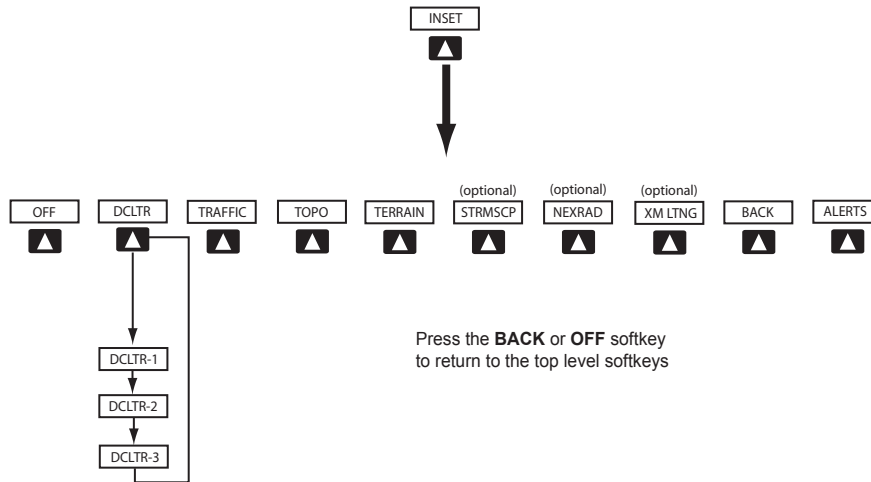 INSET
(optional) (optional) (optional)
OFF DCLTR TRAFFIC TOPO TERRAIN STRMSCP NEXRAD XM LTNG BACK ALERTS
Press the BACK or OFF softkey
to return to the top level softkeys
DCLTR-1
DCLTR-2
DCLTR-3